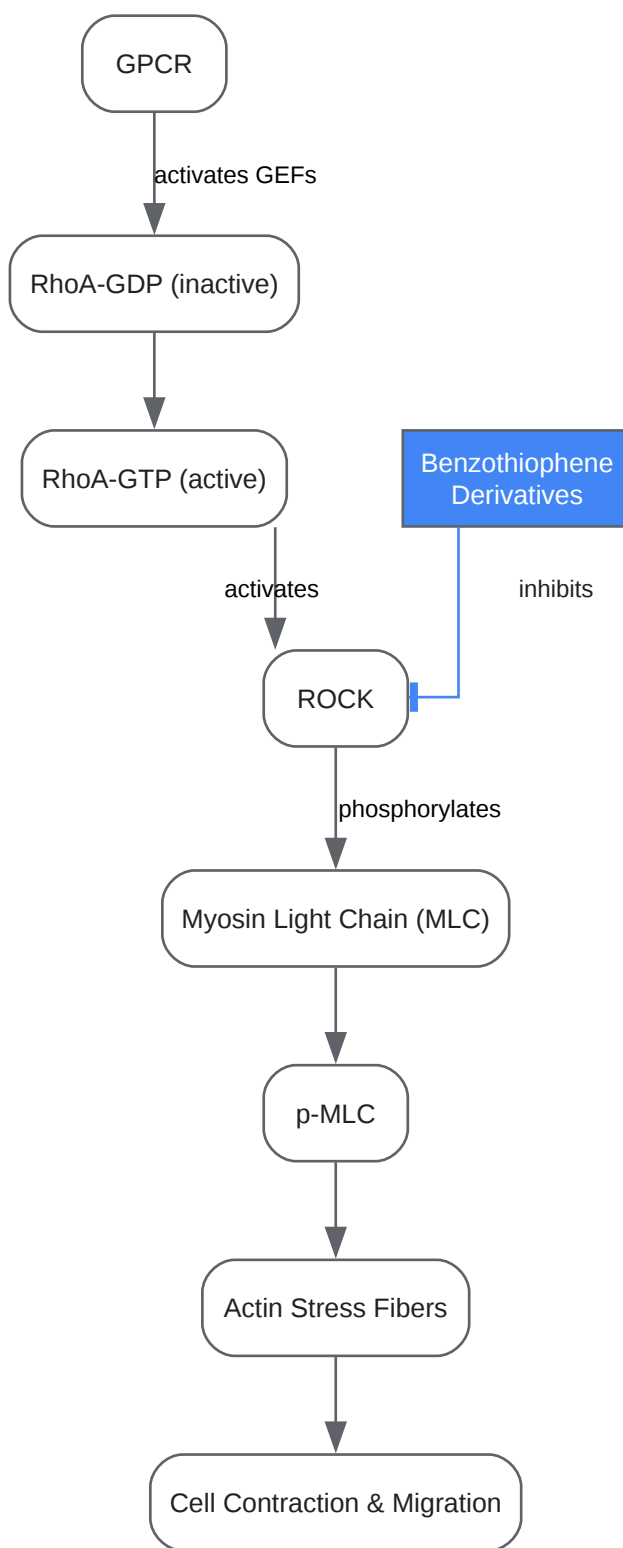 GPCR
activates GEFs
RhoA-GDP (inactive)
RhoA-GTP (active)
Benzothiophene
Derivatives
activates
inhibits
ROCK
phosphorylates
Myosin Light Chain (MLC)
p-MLC
Actin Stress Fibers
Cell Contraction & Migration